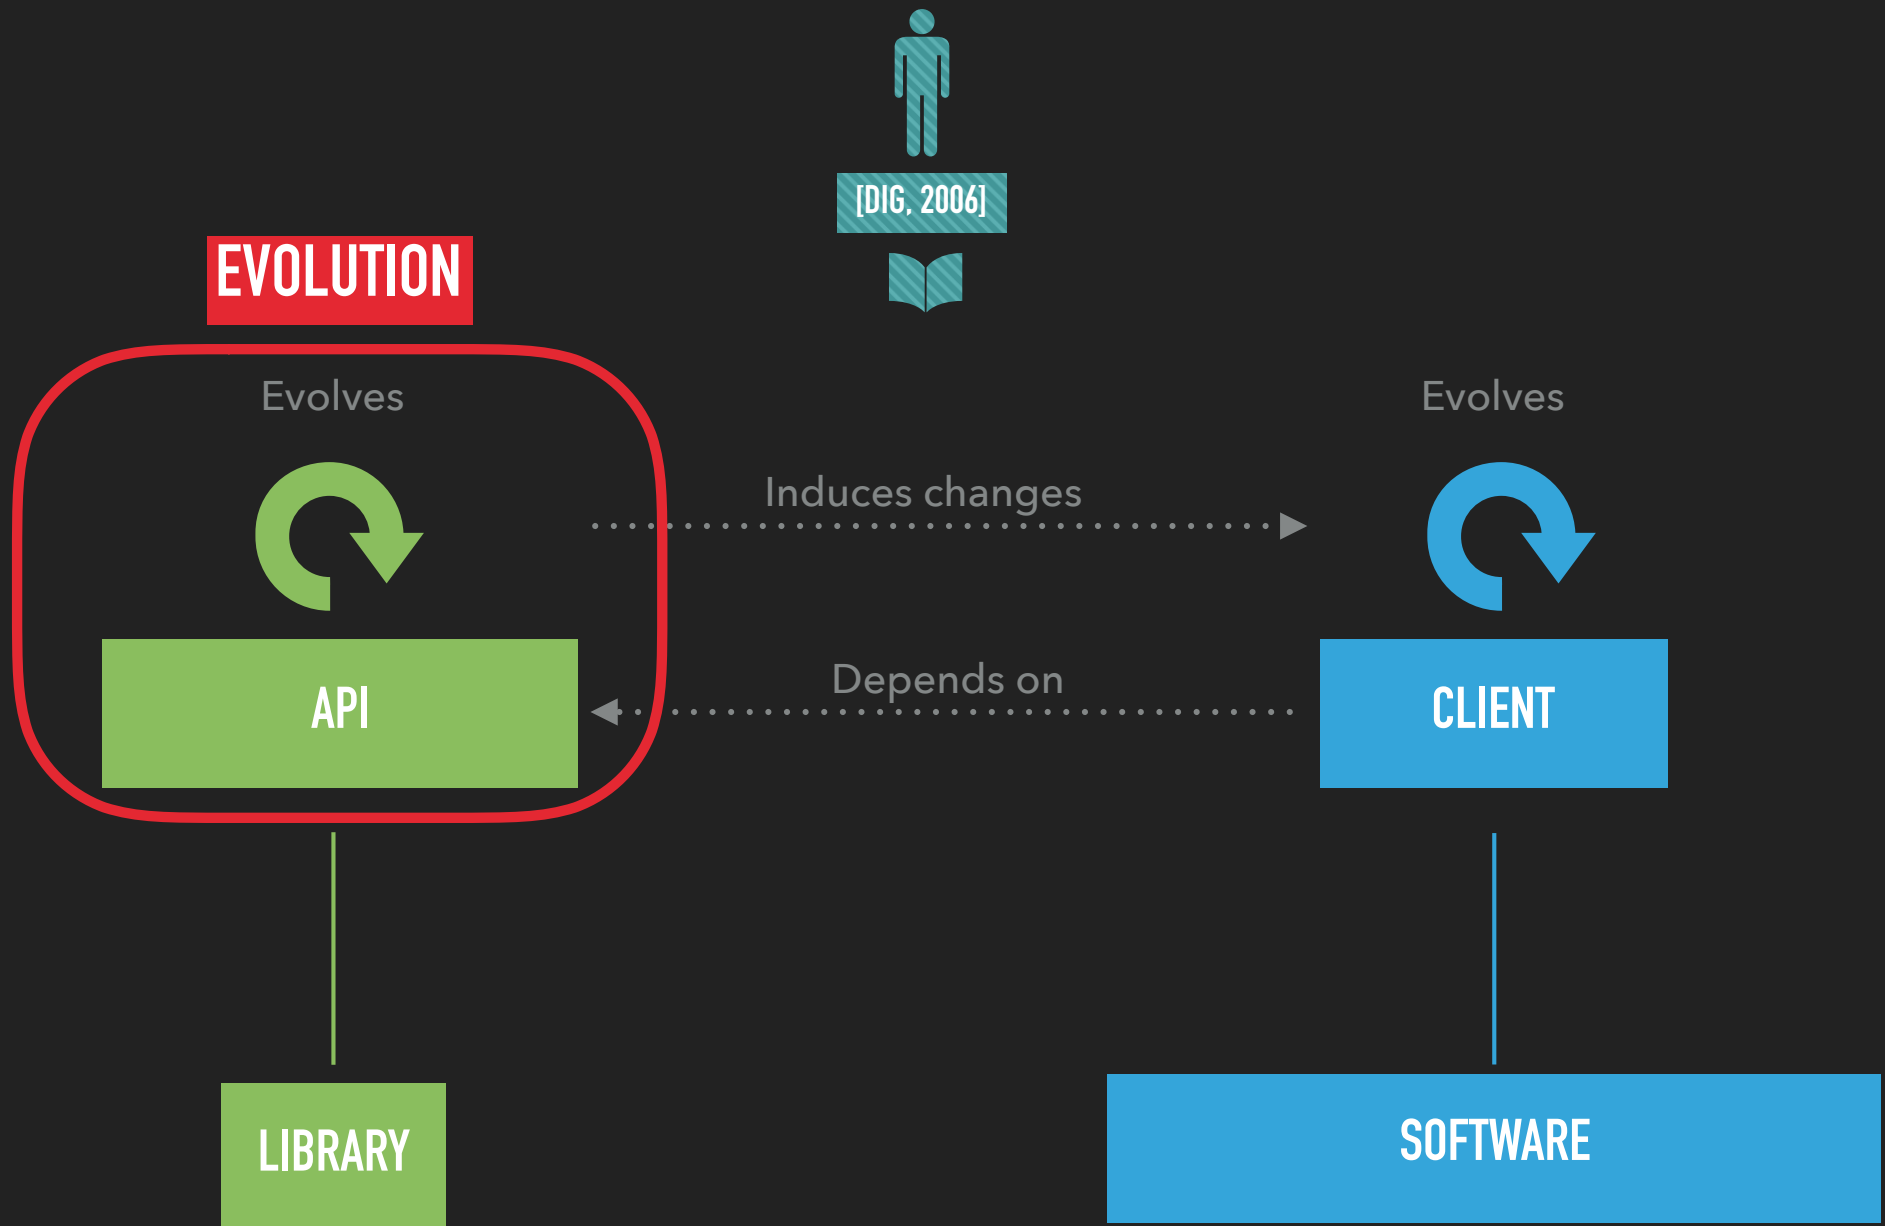 [DIG, 2006]
EVOLUTION
Evolves
Evolves
Induces changes
Depends on
API
CLIENT
LIBRARY
SOFTWARE